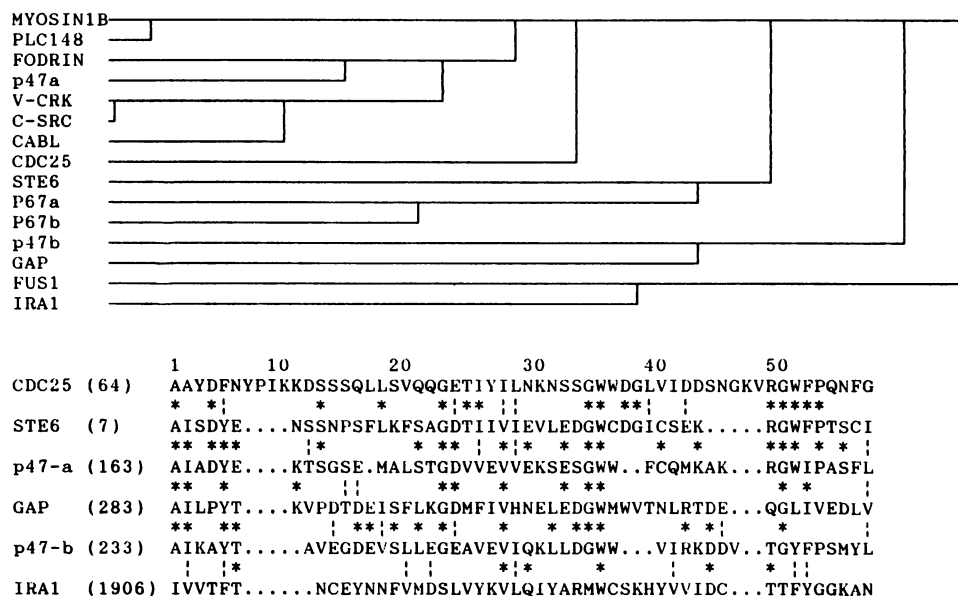 MYOSIN1B
PLC148
FODRIN
p47a
V-CRK
C-SRC
CABL
CDC25
STE6
P67a
P67b
p47b
GAP
FUS1
IRA1
1 10 20 30 40 50
CDC25 (64) AAYDFNYPIKKDSSSQLLSVQQGETIYILNKNSSGWWDGLVIDDSNGKVRGWFPQNFG
STE6 (7) AISDYE....NSSNPSFLKFSAGDTIIVIEVLEDGWCDGICSEK.....RGWFPTSCI
p47-a (163) AIADYE....KTSGSE.MALSTGDVVEVVEKSESGWW..FCQMKAK...RGWIPASFL
GAP (283) AILPYT....KVPDTDEISFLKGDMFIVHNELEDGWMWVTNLRTDE...QGLIVEDLV
p47-b (233) AIKAYT....AVEGDEVSLLEGEAVEVIQKLLDGWW..VIRKDDV...TGYFPSMYL
IRA1 (1906) IVVTFT....NCEYNNFVMDSLVYKVLQIYARMWCSKHYVVIDC...TTFYGGKAN